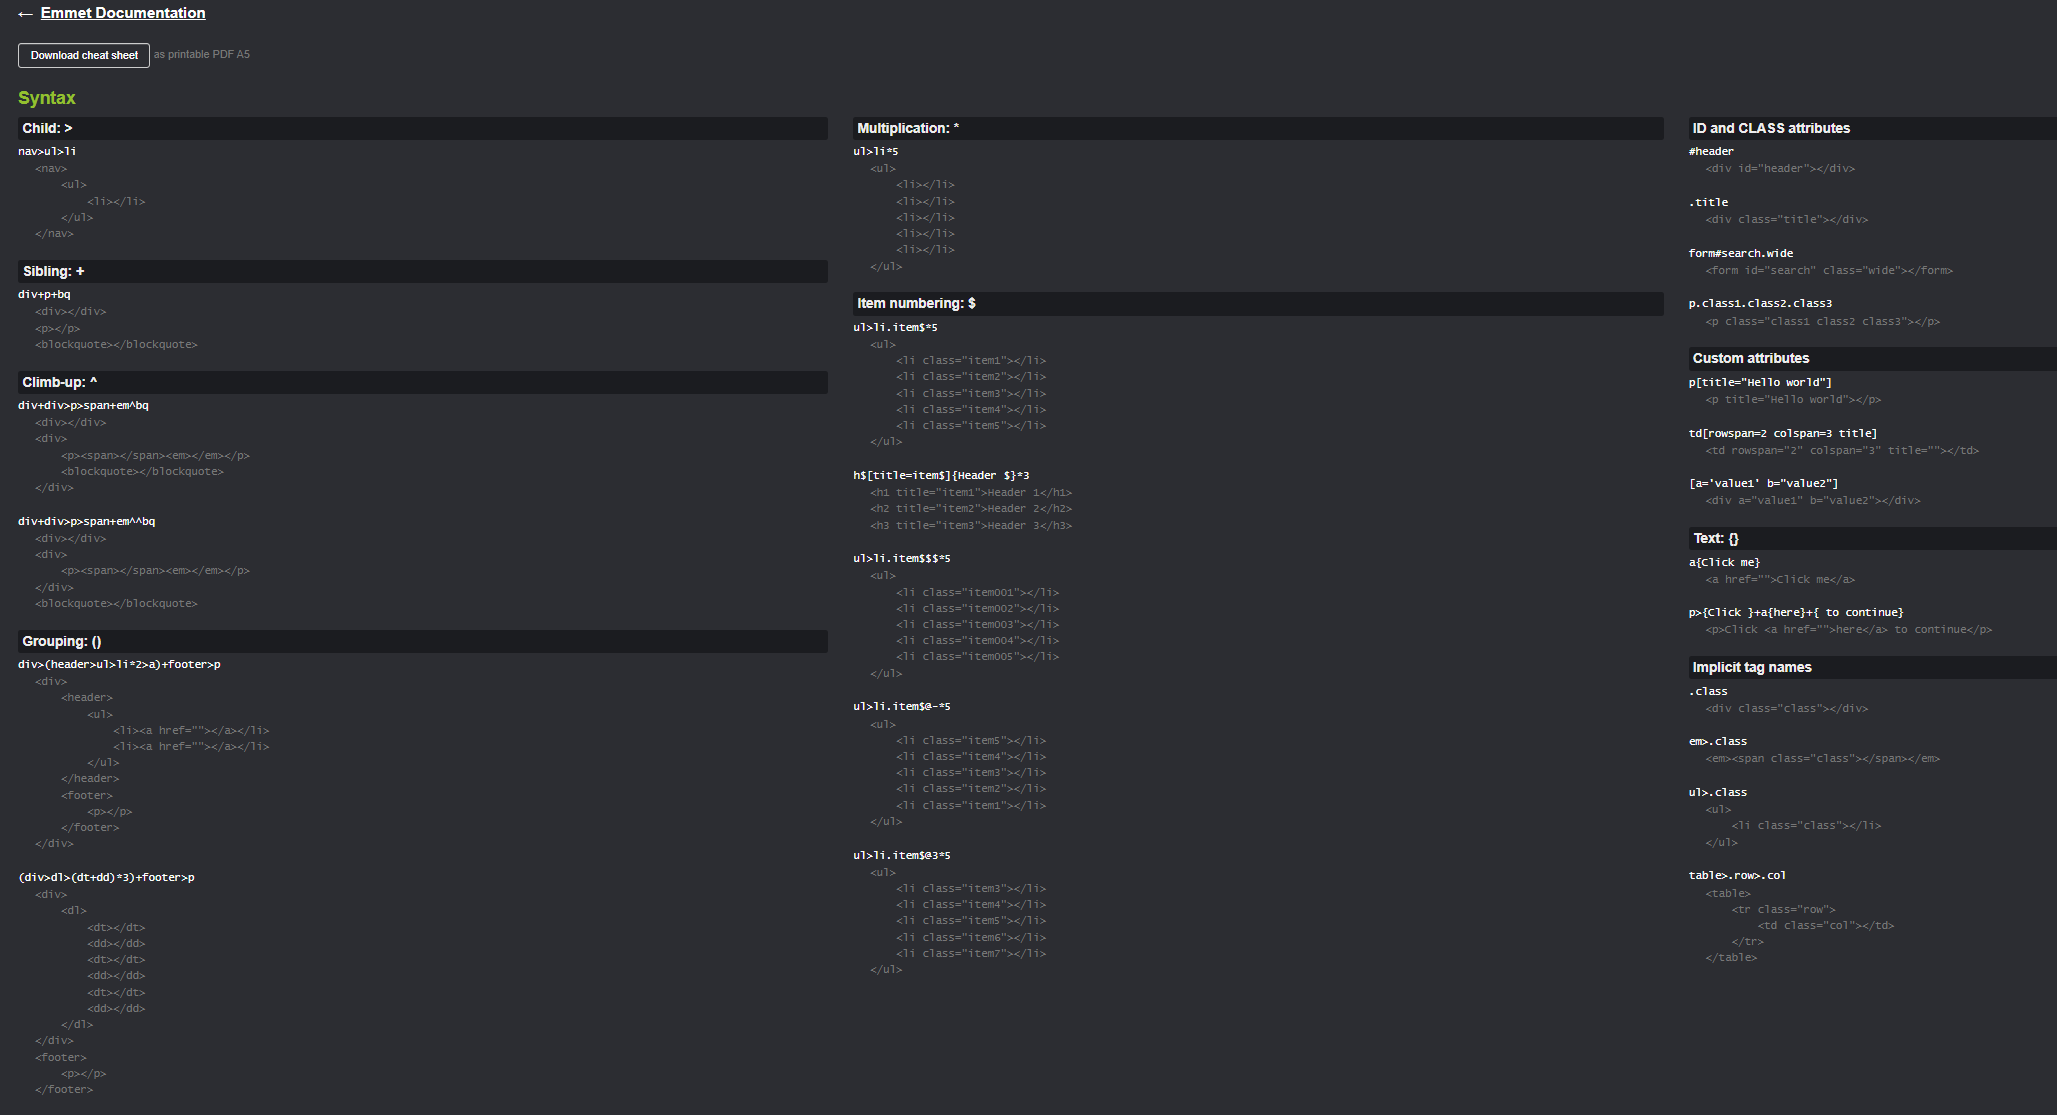 ← Emmet Documentation
Download cheat sheet as printable PDF A5
Syntax
Child: >
nav>ul>li
<nav>
<ul>
<li></li>
</ul>
</nav>
Sibling: +
div+p+bq
<div></div>
<p></p>
<blockquote></blockquote>
Climb-up: ^
div+div>p>span+em^bq
<div></div>
<div>
<p><span></span><em></em></p>
<blockquote></blockquote>
</div>
div+div>p>span+em^^bq
<div></div>
<div>
<p><span></span><em></em></p>
</div>
<blockquote></blockquote>
Grouping: ()
div>(header>ul>li*2>a)+footer>p
<div>
<header>
<ul>
<li><a href=""></a></li>
<li><a href=""></a></li>
</ul>
</header>
<footer>
<p></p>
</footer>
</div>
(div>dl>(dt+dd)*3)+footer>p
<div>
<dl>
<dt></dt>
<dd></dd>
<dt></dt>
<dd></dd>
<dt></dt>
<dd></dd>
</dl>
</div>
<footer>
<p></p>
</footer>
Multiplication: *
ul>li*5
<ul>
<li></li>
<li></li>
<li></li>
<li></li>
<li></li>
</ul>
Item numbering: $
ul>li.item$*5
<ul>
<li class="item1"></li>
<li class="item2"></li>
<li class="item3"></li>
<li class="item4"></li>
<li class="item5"></li>
</ul>
h$[title=item$]{Header $}*3
<h1 title="item1">Header 1</h1>
<h2 title="item2">Header 2</h2>
<h3 title="item3">Header 3</h3>
ul>li.item$$$*5
<ul>
<li class="item001"></li>
<li class="item002"></li>
<li class="item003"></li>
<li class="item004"></li>
<li class="item005"></li>
</ul>
ul>li.item$@-*5
<ul>
<li class="item5"></li>
<li class="item4"></li>
<li class="item3"></li>
<li class="item2"></li>
<li class="item1"></li>
</ul>
ul>li.item$@3*5
<ul>
<li class="item3"></li>
<li class="item4"></li>
<li class="item5"></li>
<li class="item6"></li>
<li class="item7"></li>
</ul>
ID and CLASS attributes
#header
<div id="header"></div>
.title
<div class="title"></div>
form#search.wide
<form id="search" class="wide"></form>
p.class1.class2.class3
<p class="class1 class2 class3"></p>
Custom attributes
p[title="Hello world"]
<p title="Hello world"></p>
td[rowspan=2 colspan=3 title]
<td rowspan="2" colspan="3" title=""></td>
[a='value1' b="value2"]
<div a="value1" b="value2"></div>
Text: {}
a{Click me}
<a href="">Click me</a>
p>{Click }+a{here}+{ to continue}
<p>Click <a href="">here</a> to continue</p>
Implicit tag names
.class
<div class="class"></div>
em>.class
<em><span class="class"></span></em>
ul>.class
<ul>
<li class="class"></li>
</ul>
table>.row>.col
<table>
<tr class="row">
<td class="col"></td>
</tr>
</table>